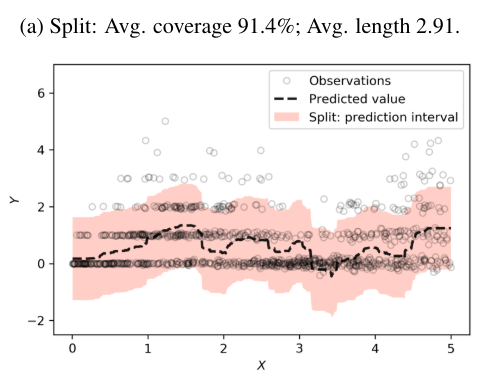 (a) Split: Avg. coverage 91.4%; Avg. length 2.91.
Observations
Predicted value
Split: prediction interval
6
4
2
0
−2
Y
0 1 2 3 4 5
X